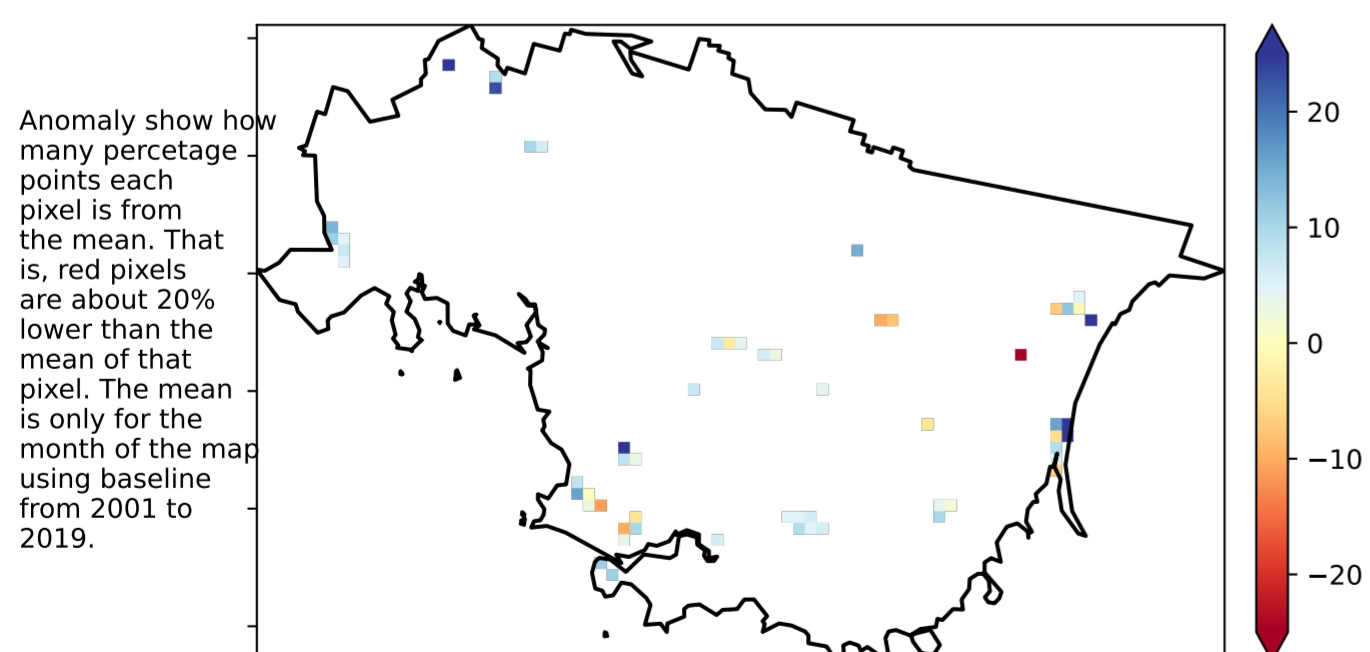 Anomaly show how
many percetage
points each
pixel is from
the mean. That
is, red pixels
are about 20%
lower than the
mean of that
pixel. The mean
is only for the
month of the map
using baseline
from 2001 to
2019.
20
10
0
−10
−20